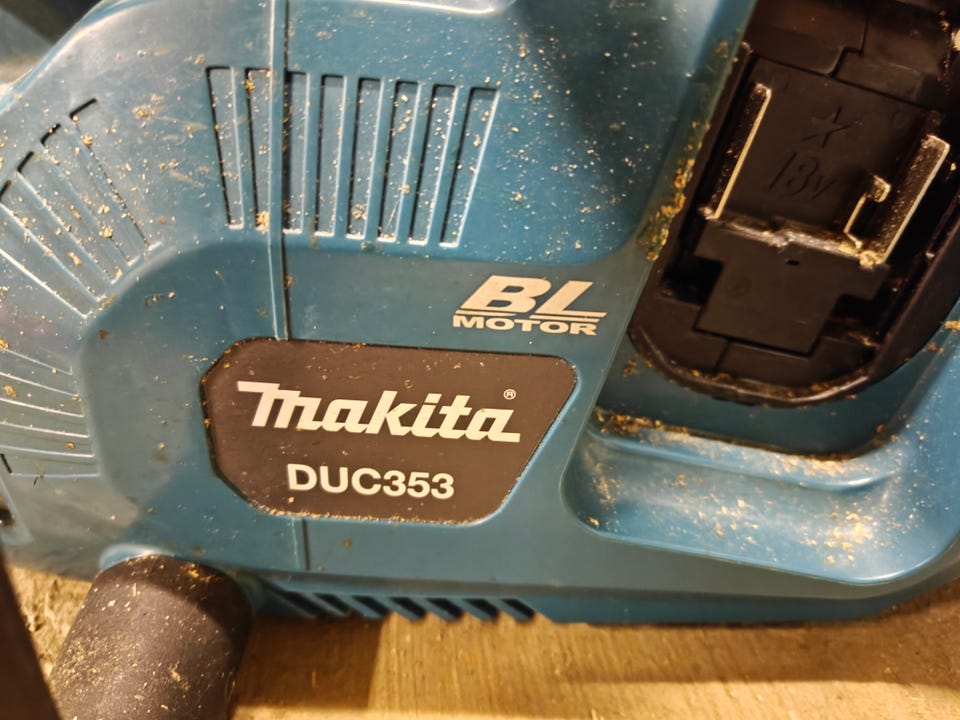 18V
BL
MOTOR
makita®
DUC353